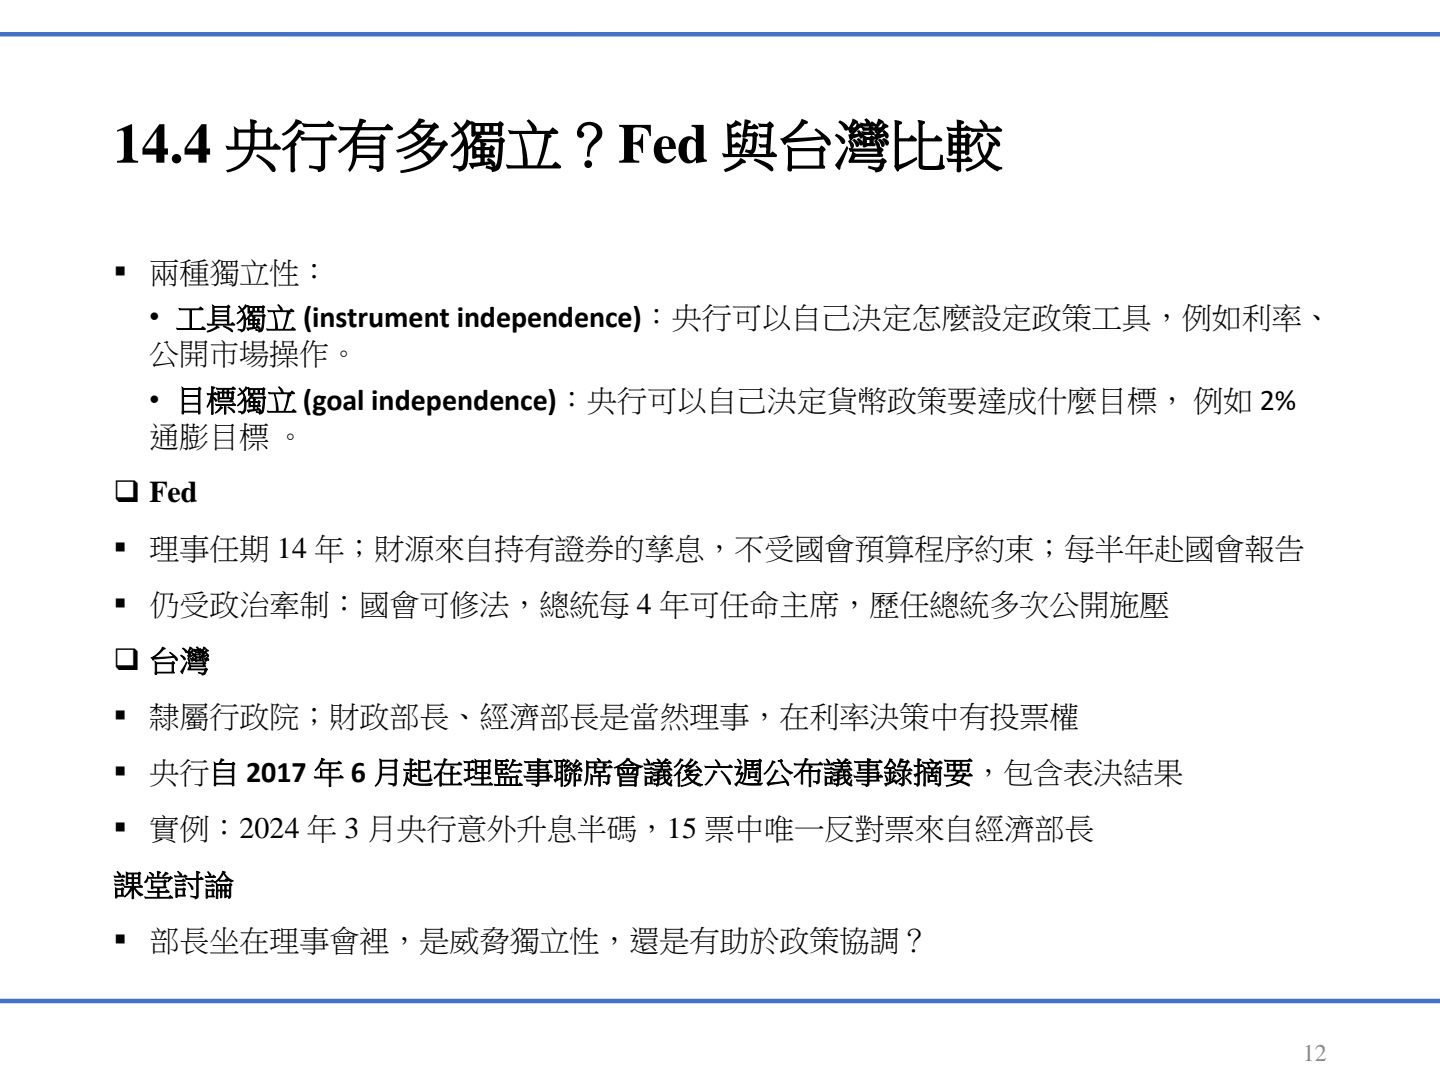 14.4 央行有多獨立？Fed 與台灣比較
▪ 兩種獨立性：
• 工具獨立 (instrument independence)：央行可以自己決定怎麼設定政策工具，例如利率、
公開市場操作。
• 目標獨立 (goal independence)：央行可以自己決定貨幣政策要達成什麼目標， 例如 2%
通膨目標 。
❑ Fed
▪ 理事任期 14 年；財源來自持有證券的孳息，不受國會預算程序約束；每半年赴國會報告
▪ 仍受政治牽制：國會可修法，總統每 4 年可任命主席，歷任總統多次公開施壓
❑ 台灣
▪ 隸屬行政院；財政部長、經濟部長是當然理事，在利率決策中有投票權
▪ 央行自 2017 年 6 月起在理監事聯席會議後六週公布議事錄摘要，包含表決結果
▪ 實例：2024 年 3 月央行意外升息半碼，15 票中唯一反對票來自經濟部長
課堂討論
▪ 部長坐在理事會裡，是威脅獨立性，還是有助於政策協調？
12